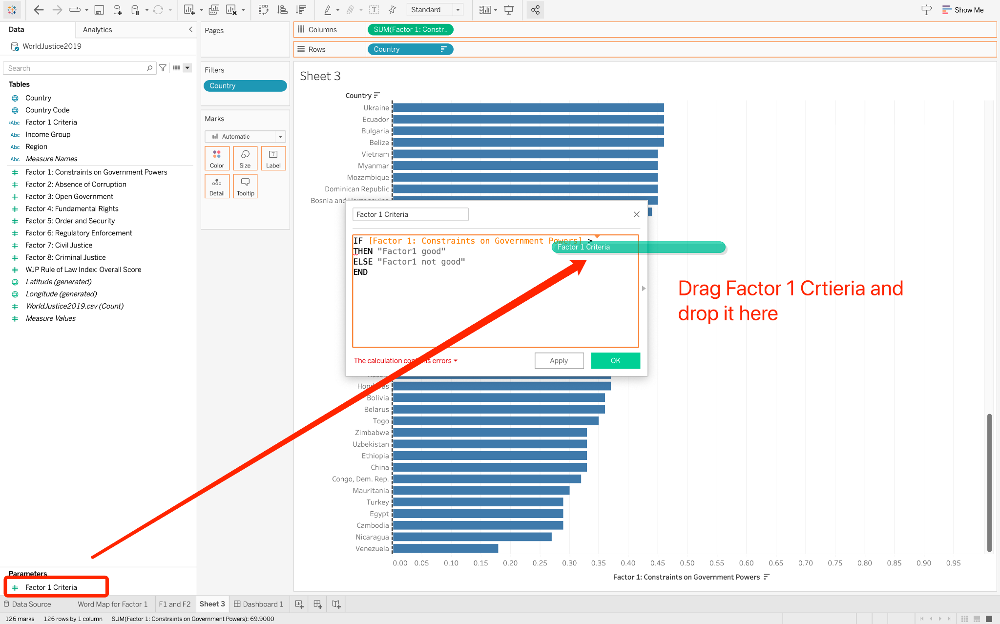 Standard
Show Me
Data
Analytics
WorldJustice2019
Search
Tables
Country
Country Code
=Abc Factor 1 Criteria
Abc Income Group
Abc Region
Abc Measure Names
# Factor 1: Constraints on Government Powers
# Factor 2: Absence of Corruption
# Factor 3: Open Government
# Factor 4: Fundamental Rights
# Factor 5: Order and Security
# Factor 6: Regulatory Enforcement
# Factor 7: Civil Justice
# Factor 8: Criminal Justice
# WJP Rule of Law Index: Overall Score
Latitude (generated)
Longitude (generated)
# WorldJustice2019.csv (Count)
# Measure Values
Parameters
# Factor 1 Criteria
Pages
Filters
Country
Marks
Automatic
Color
Size
Label
Detail
Tooltip
Columns
SUM(Factor 1: Constr..
Rows
Country
Sheet 3
Country
Ukraine
Ecuador
Bulgaria
Belize
Vietnam
Myanmar
Mozambique
Dominican Republic
Bosnia and Herzegovina
Factor 1 Criteria
IF [Factor 1: Constraints on Government Powers] >
Factor 1 Criteria
THEN "Factor1 good"
ELSE "Factor1 not good"
END
The calculation contains errors
Apply
OK
Drag Factor 1 Crtieria and
drop it here
Honduras
Bolivia
Belarus
Togo
Zimbabwe
Uzbekistan
Ethiopia
China
Congo, Dem. Rep.
Mauritania
Turkey
Egypt
Cambodia
Nicaragua
Venezuela
0.00 0.05 0.10 0.15 0.20 0.25 0.30 0.35 0.40 0.45 0.50 0.55 0.60 0.65 0.70 0.75 0.80 0.85 0.90 0.95
Factor 1: Constraints on Government Powers
Data Source
Word Map for Factor 1
F1 and F2
Sheet 3
Dashboard 1
126 marks
126 rows by 1 column
SUM(Factor 1: Constraints on Government Powers): 69.9000